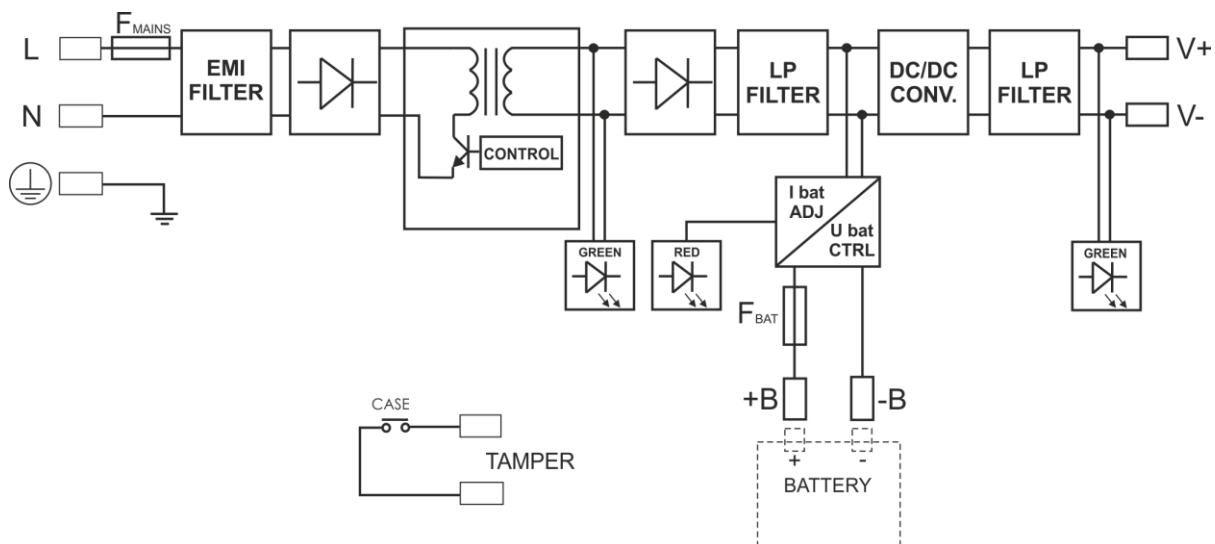 L
F MAINS
N
EMI
FILTER
CONTROL
LP
FILTER
DC/DC
CONV.
LP
FILTER
V+
V-
I bat
ADJ
U bat
CTRL
GREEN
RED
GREEN
F BAT
+B
-B
CASE
TAMPER
+ -
BATTERY